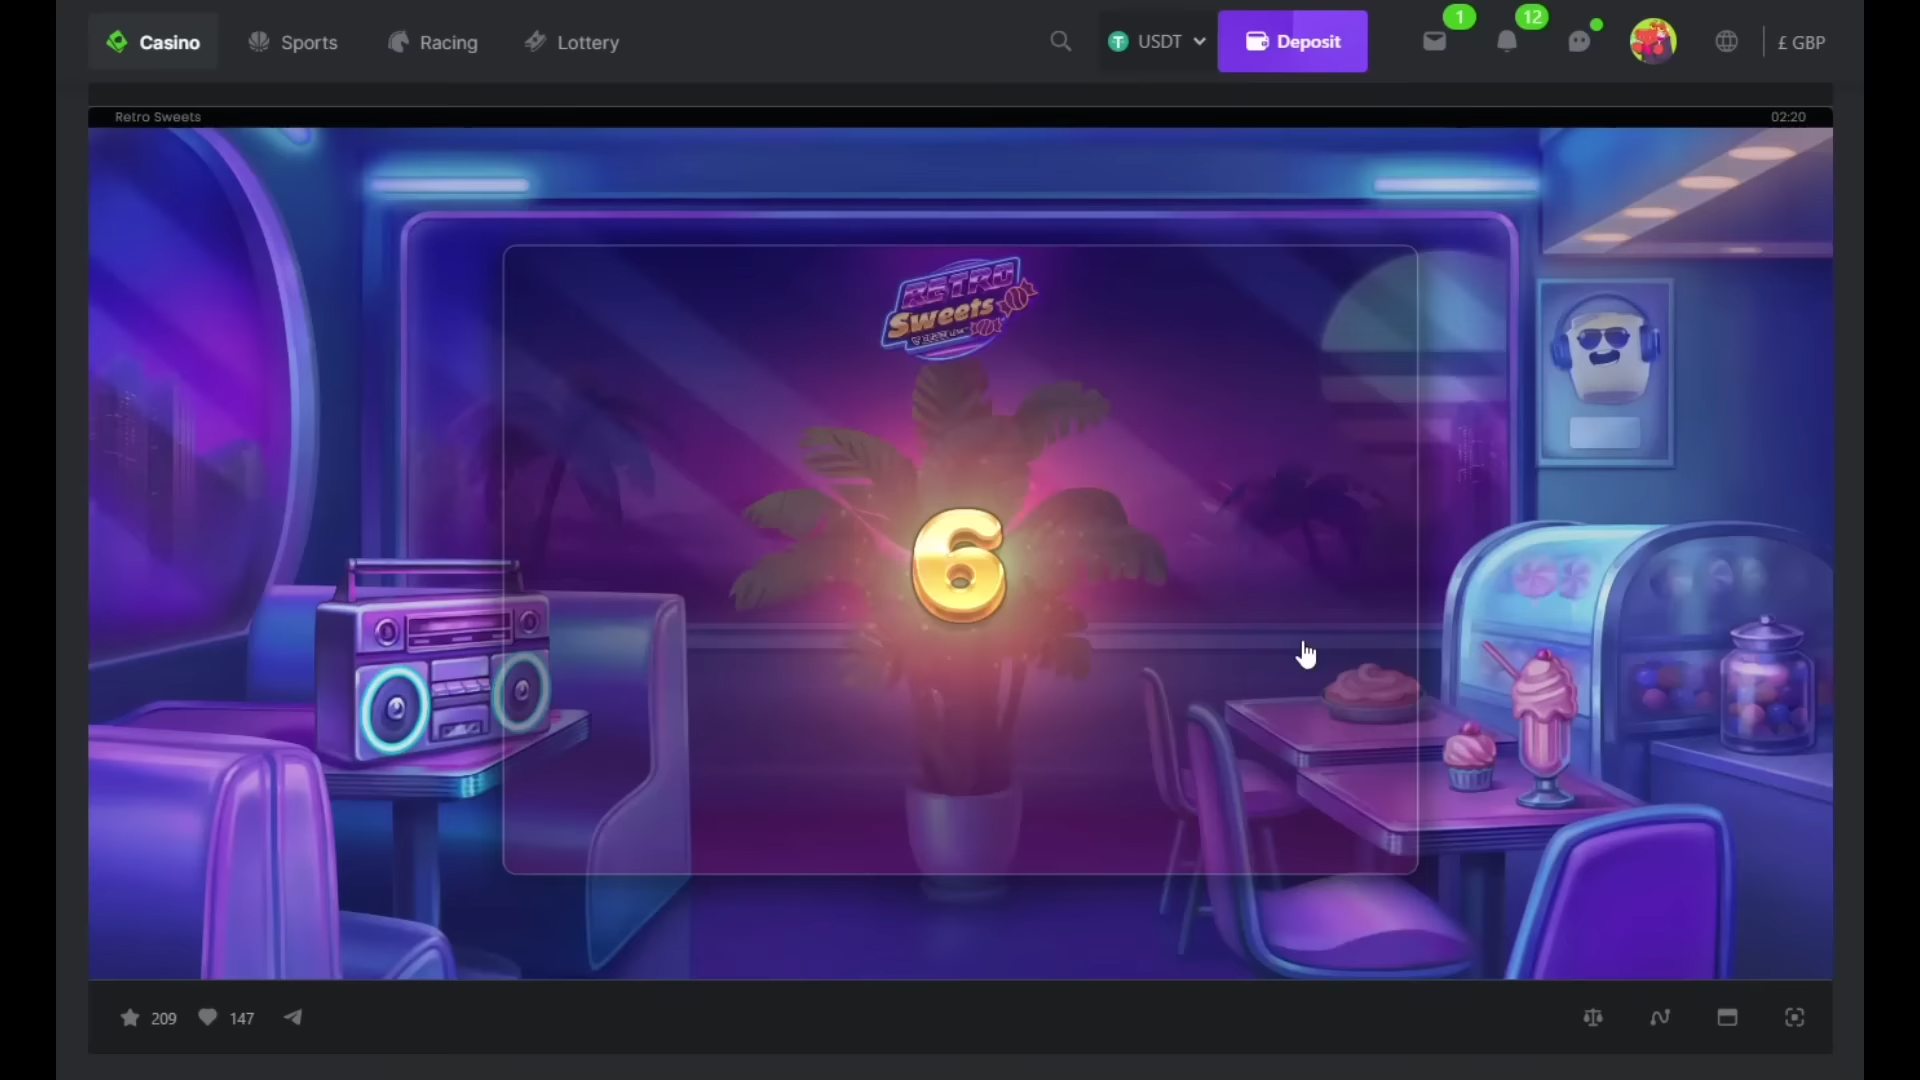 Casino
Sports
Racing
Lottery
USDT
Deposit
1
12
£ GBP
Retro Sweets
02:20
RETRO
Sweets
6
209
147